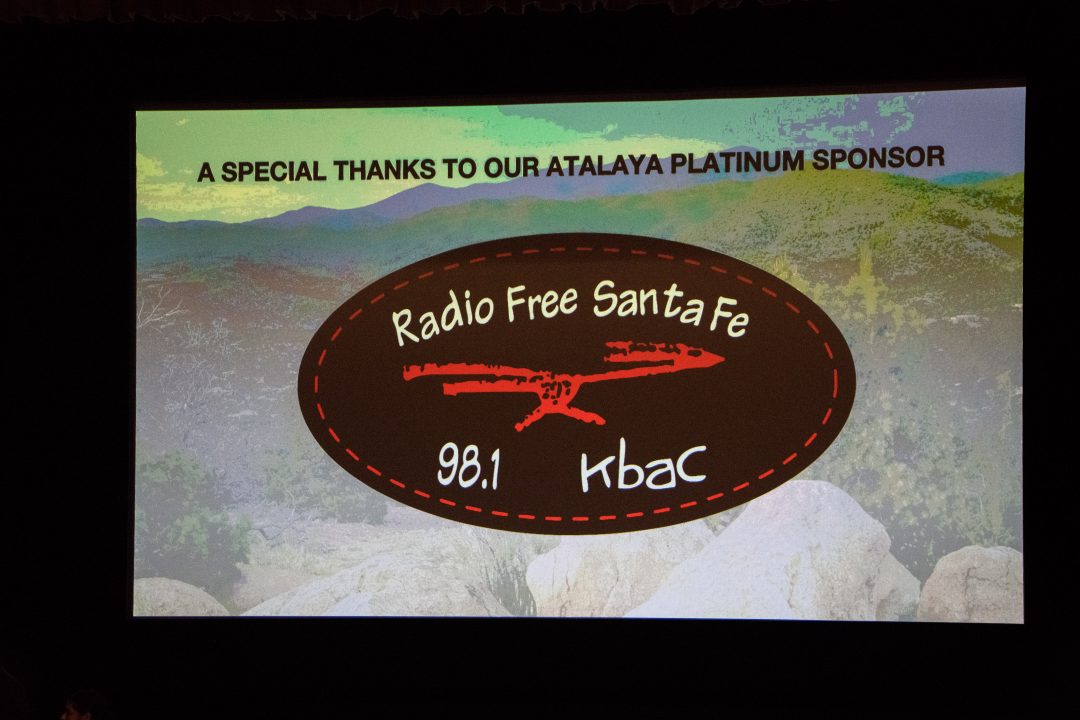 A SPECIAL THANKS TO OUR ATALAYA PLATINUM SPONSOR
Radio Free Santa Fe
98.1 Kbac